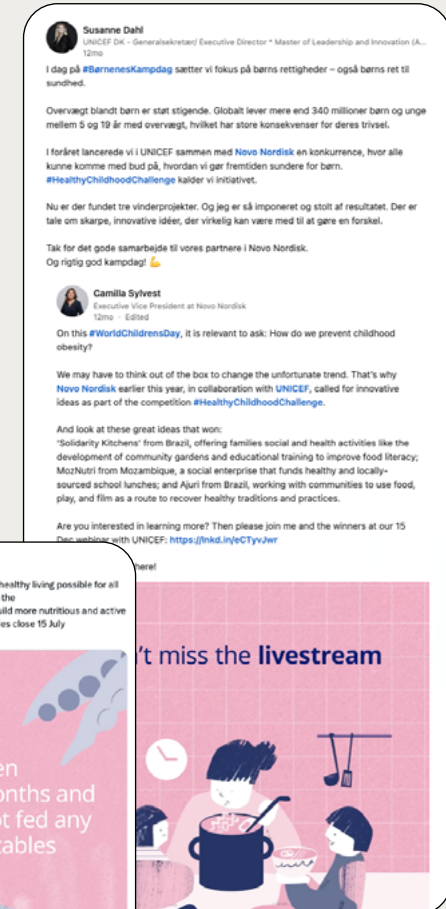 Susanne Dahl
UNICEF DK - Generalsekretær/ Executive Director * Master of Leadership and Innovation (A...
12mo
I dag på #BørnenesKampdag sætter vi fokus på børns rettigheder – også børns ret til
sundhed.
Overvægt blandt børn er støt stigende. Globalt lever mere end 340 millioner børn og unge
mellem 5 og 19 år med overvægt, hvilket har store konsekvenser for deres trivsel.
I foråret lancerede vi i UNICEF sammen med Novo Nordisk en konkurrence, hvor alle
kunne komme med bud på, hvordan vi gør fremtiden sundere for børn.
#HealthyChildhoodChallenge kalder vi initiativet.
Nu er der fundet tre vinderprojekter. Og jeg er så imponeret og stolt af resultatet. Der er
tale om skarpe, innovative idéer, der virkelig kan være med til at gøre en forskel.
Tak for det gode samarbejde til vores partnere i Novo Nordisk.
Og rigtig god kampdag! 💪
Camilla Sylvest
Executive Vice President at Novo Nordisk
12mo · Edited
On this #WorldChildrensDay, it is relevant to ask: How do we prevent childhood
obesity?
We may have to think out of the box to change the unfortunate trend. That's why
Novo Nordisk earlier this year, in collaboration with UNICEF, called for innovative
ideas as part of the competition #HealthyChildhoodChallenge.
And look at these great ideas that won:
'Solidarity Kitchens' from Brazil, offering families social and health activities like the
development of community gardens and educational training to improve food literacy;
MozNutri from Mozambique, a social enterprise that funds healthy and locally-
sourced school lunches; and Ajuri from Brazil, working with communities to use food,
play, and film as a route to recover healthy traditions and practices.
Are you interested in learning more? Then please join me and the winners at our 15
Dec webinar with UNICEF: https://lnkd.in/eCTyvJwr
here!
't miss the livestream
healthy living possible for all
the
uild more nutritious and active
ies close 15 July
en
onths and
ot fed any
tables